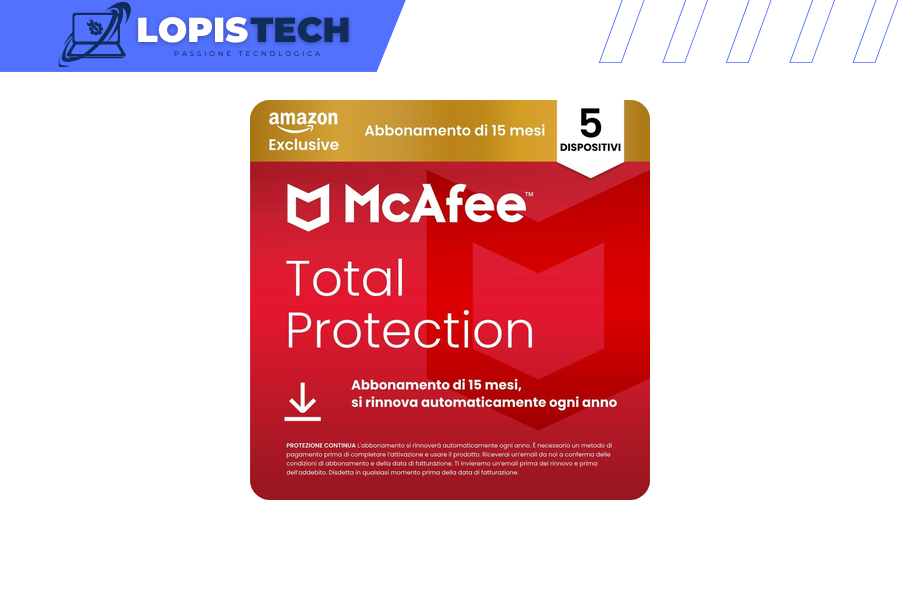 LOPISTECH
PASSIONE TECNOLOGICA
amazon
Exclusive
Abbonamento di 15 mesi
5
DISPOSITIVI
McAfee™
Total
Protection
Abbonamento di 15 mesi,
si rinnova automaticamente ogni anno
PROTEZIONE CONTINUA L'abbonamento si rinnoverà automaticamente ogni anno. È necessario un metodo di
pagamento prima di completare l'attivazione e usare il prodotto. Riceverai un'email da noi a conferma delle
condizioni di abbonamento e della data di fatturazione. Ti invieremo un'email prima del rinnovo e prima
dell'addebito. Disdetta in qualsiasi momento prima della data di fatturazione.